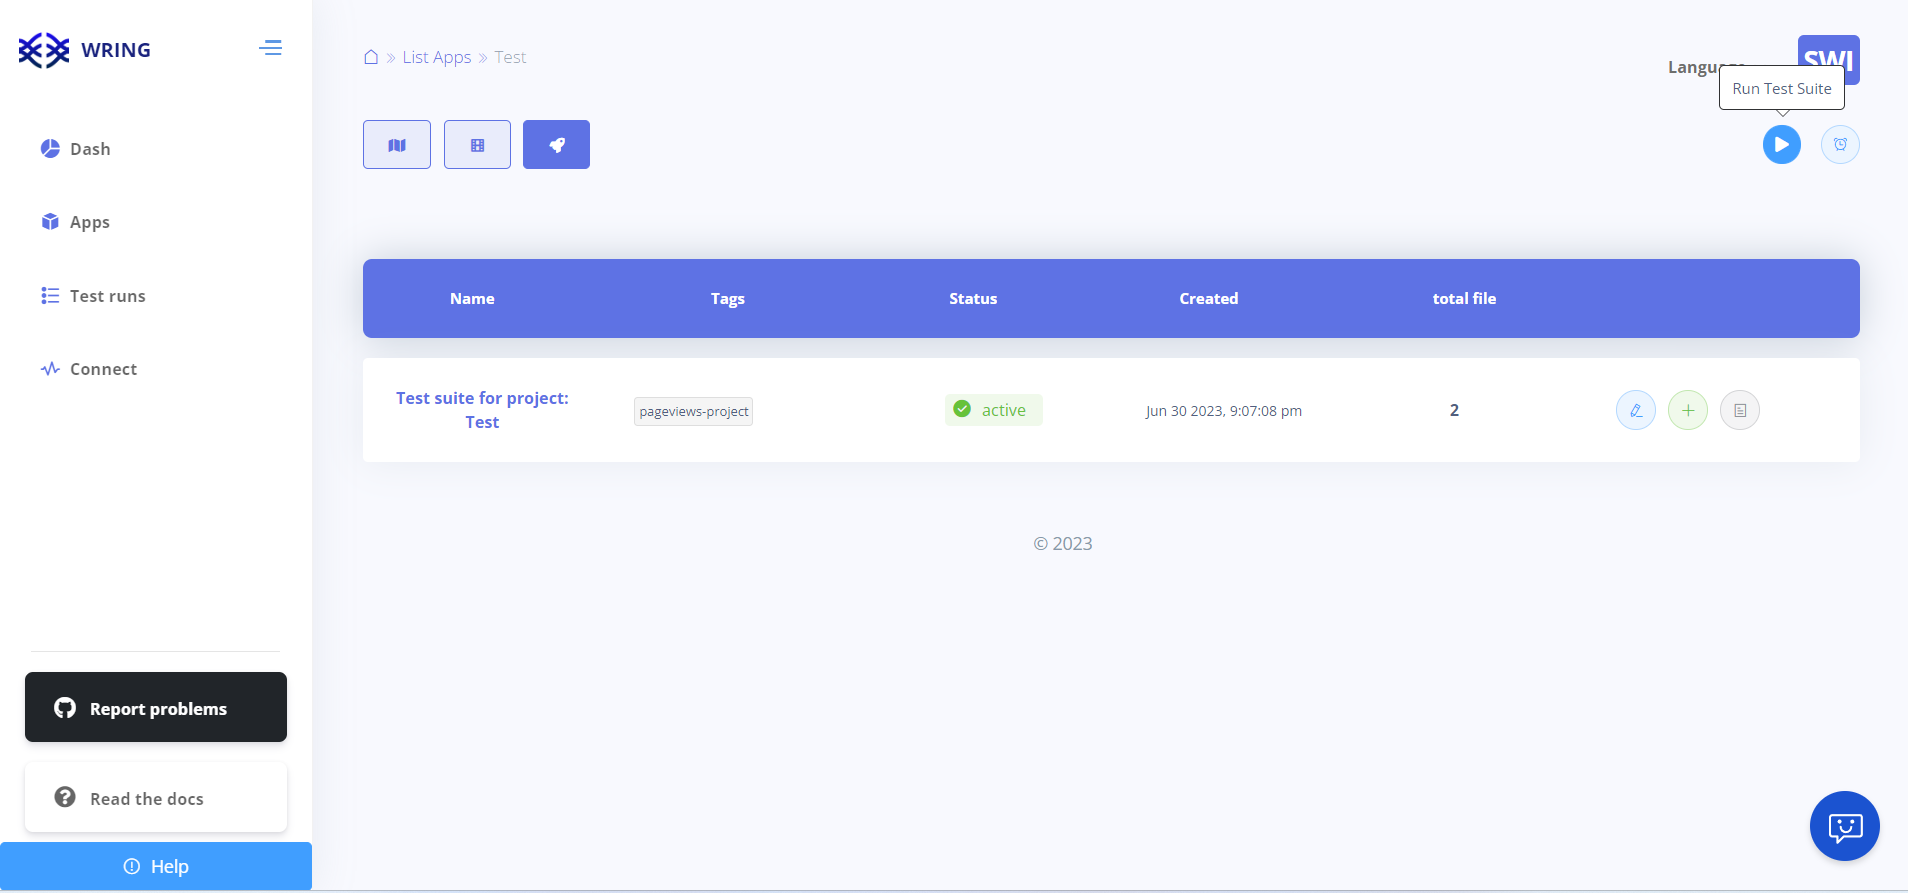 WRING
Dash
Apps
Test runs
Connect
Report problems
Read the docs
Help
List Apps » Test
SWI
Run Test Suite
Name Tags Status Created total file
Test suite for project:
Test
pageviews-project
active
Jun 30 2023, 9:07:08 pm
2
© 2023